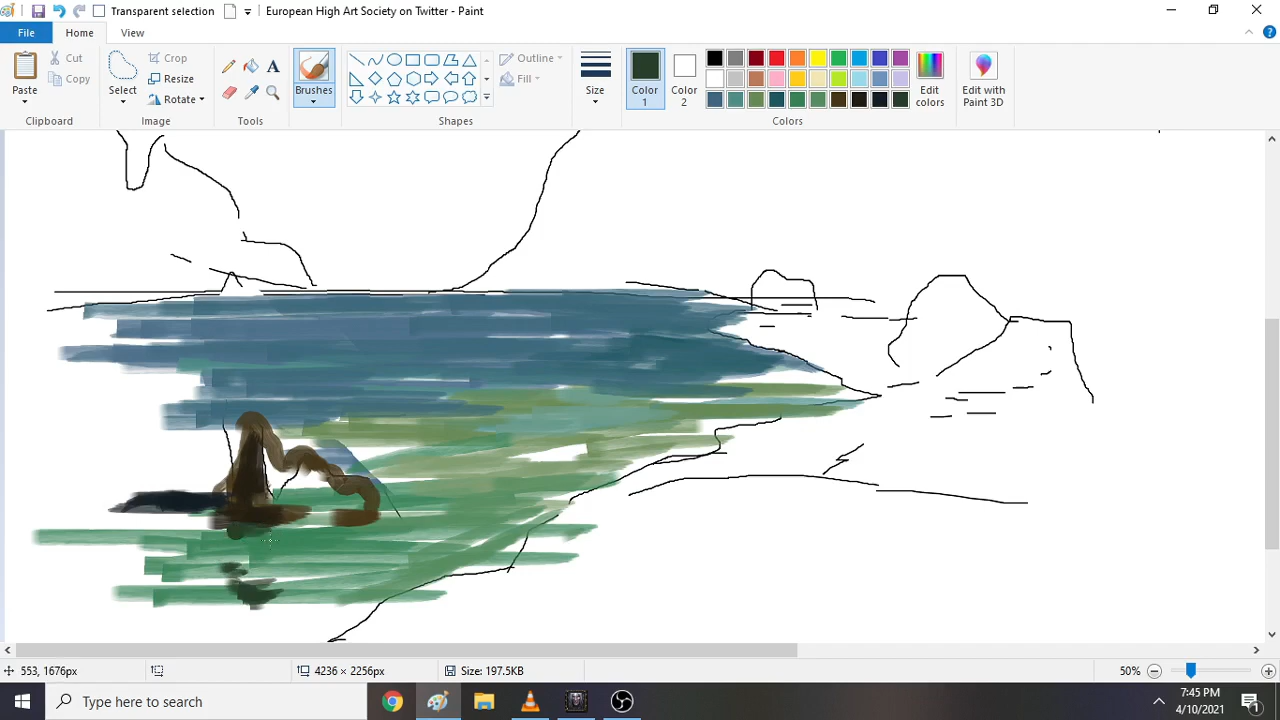 Transparent selection European High Art Society on Twitter - Paint
File Home View
Paste Cut Copy Select Crop Resize Rotate Brushes Outline Fill Size Color 1 Color 2 Edit colors Edit with Paint 3D
Clipboard Image Tools Shapes Colors
553, 1676px 4236 × 2256px Size: 197.5KB 50%
Type here to search 7:45 PM
4/10/2021